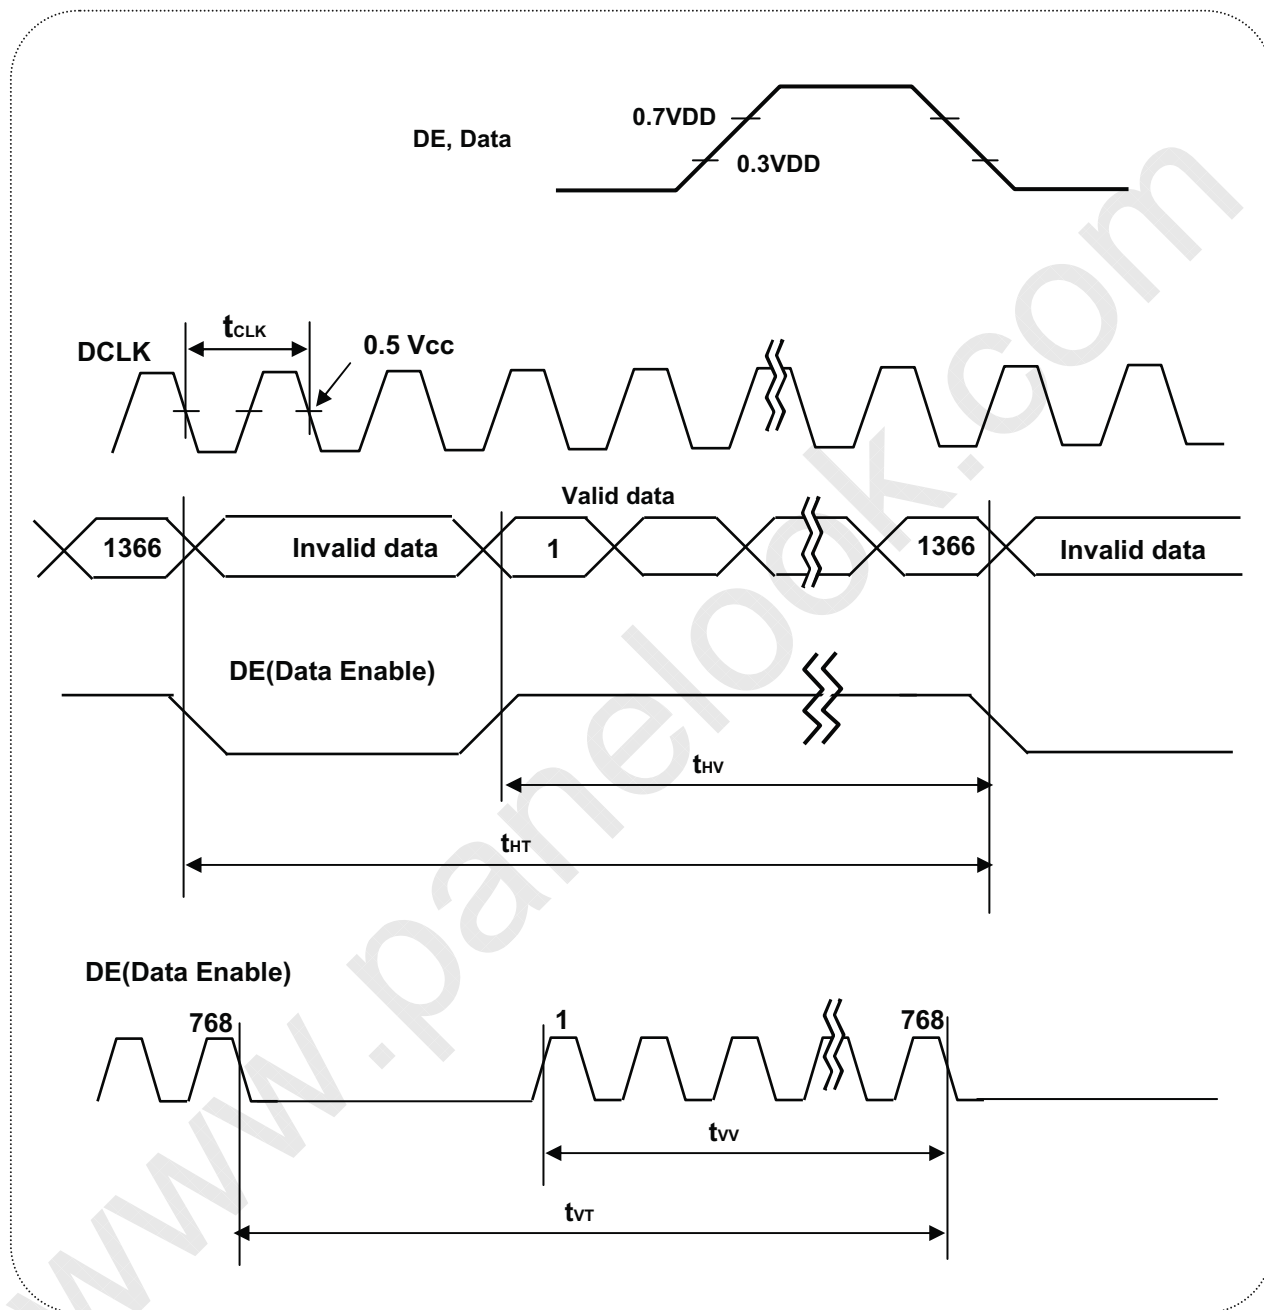 0.7VDD
DE, Data
0.3VDD
tCLK
DCLK
0.5 Vcc
Valid data
1366
Invalid data
1
1366
Invalid data
DE(Data Enable)
tHV
tHT
DE(Data Enable)
768
1
768
tVV
tVT
www.panelook.com